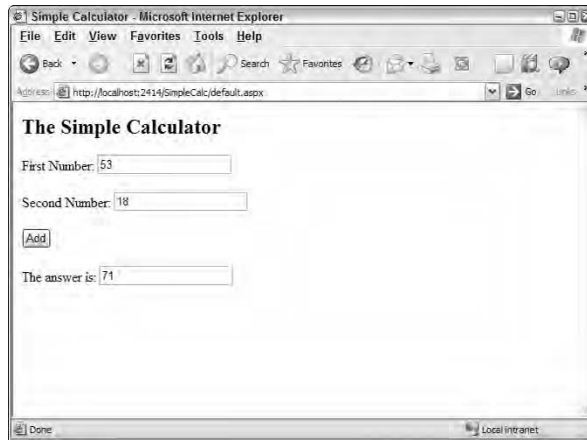 Simple Calculator - Microsoft Internet Explorer
File Edit View Favorites Tools Help
Back Search Favorites
Address http://localhost:2414/SimpleCalc/default.aspx Go Links
The Simple Calculator
First Number: 53
Second Number: 18
Add
The answer is: 71
Done Local intranet